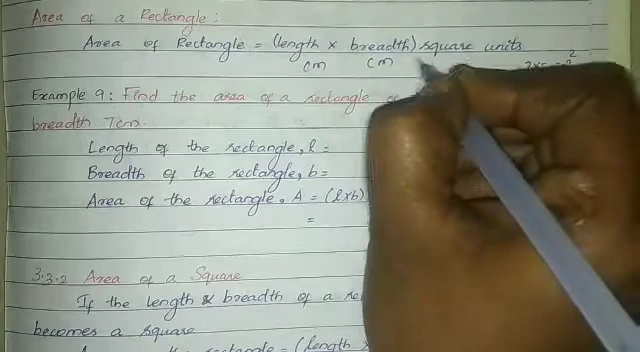 Area of a Rectangle:
Area of Rectangle = (length × breadth) square units
cm cm
Example 9: Find the area of a rectangle
breadth 7cm.
Length of the rectangle, l =
Breadth of the rectangle, b =
Area of the rectangle, A = (l×b)
=
3.3.2 Area of a Square
If the length & breadth of a
becomes a square
rectangle = (length ×